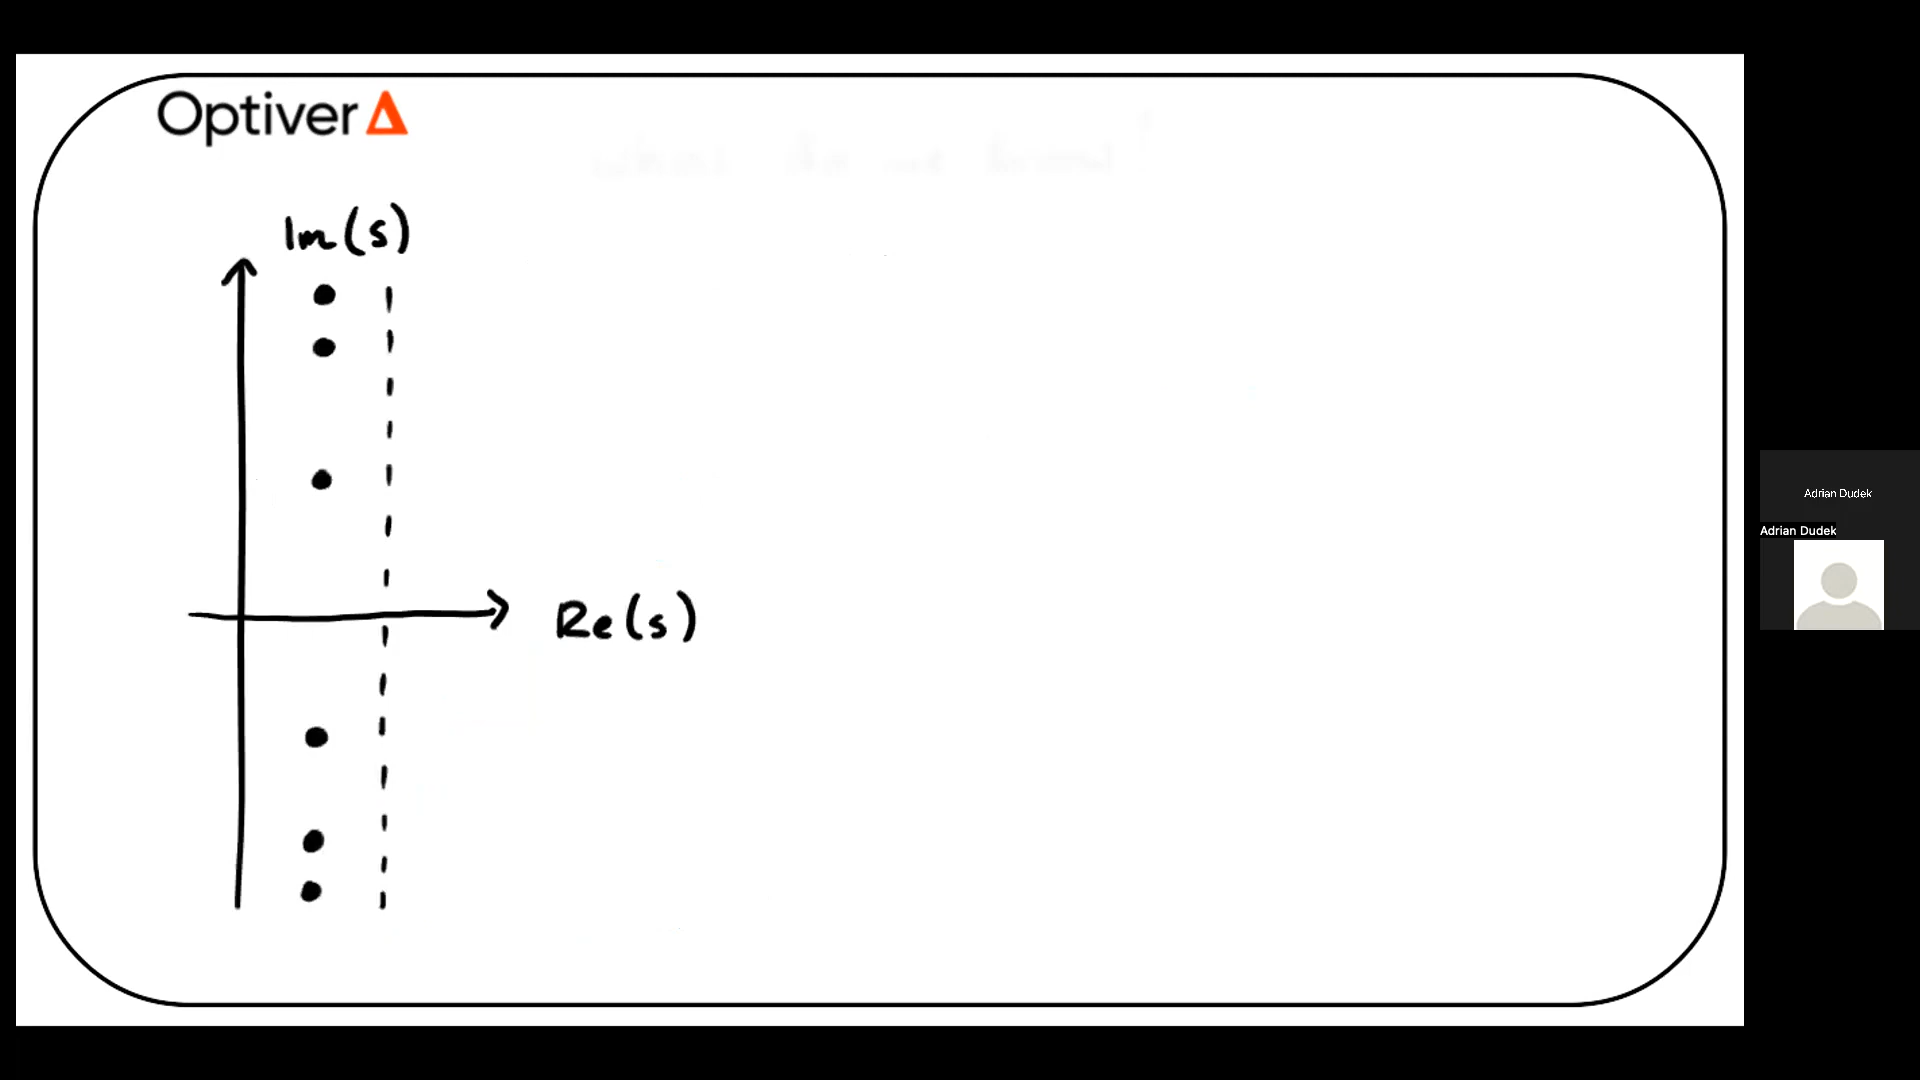 Optiver
Im(s)
Re(s)
Adrian Dudek
Adrian Dudek